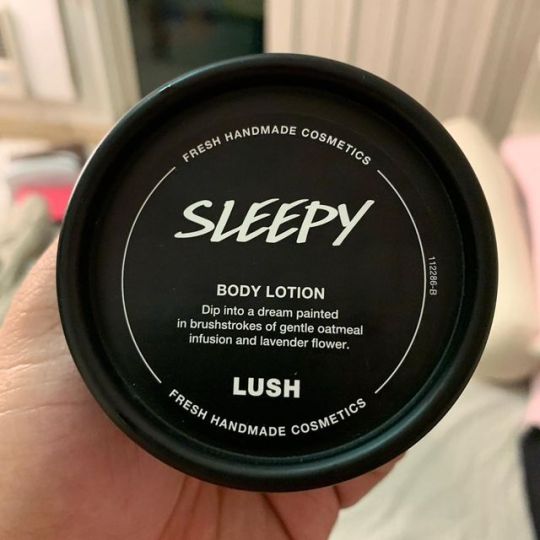 FRESH HANDMADE COSMETICS
SLEEPY
BODY LOTION
Dip into a dream painted
in brushstrokes of gentle oatmeal
infusion and lavender flower.
112286-B
LUSH
FRESH HANDMADE COSMETICS